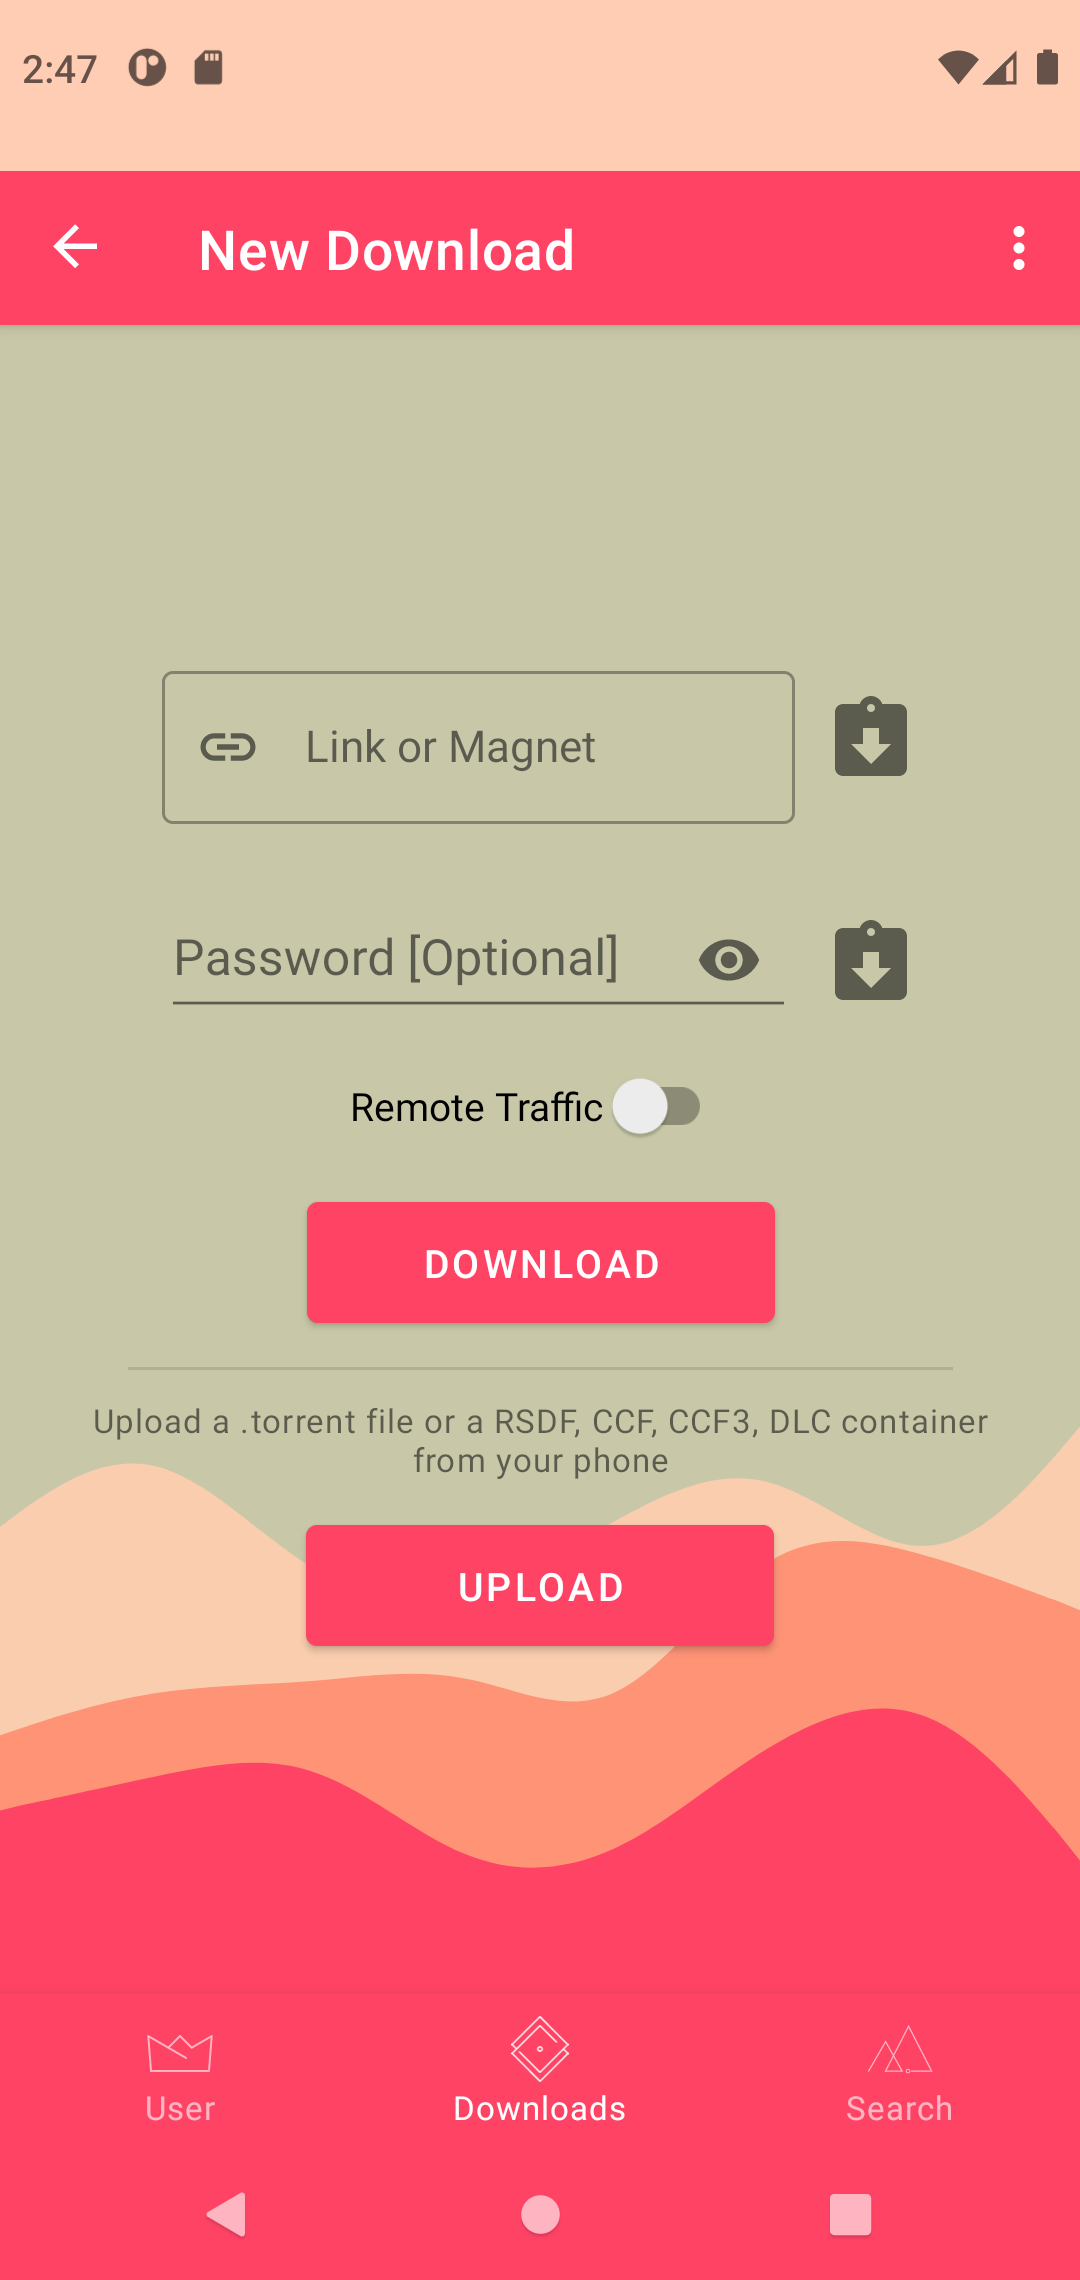 2:47
New Download
Link or Magnet
Password [Optional]
Remote Traffic
DOWNLOAD
Upload a .torrent file or a RSDF, CCF, CCF3, DLC container
from your phone
UPLOAD
User
Downloads
Search